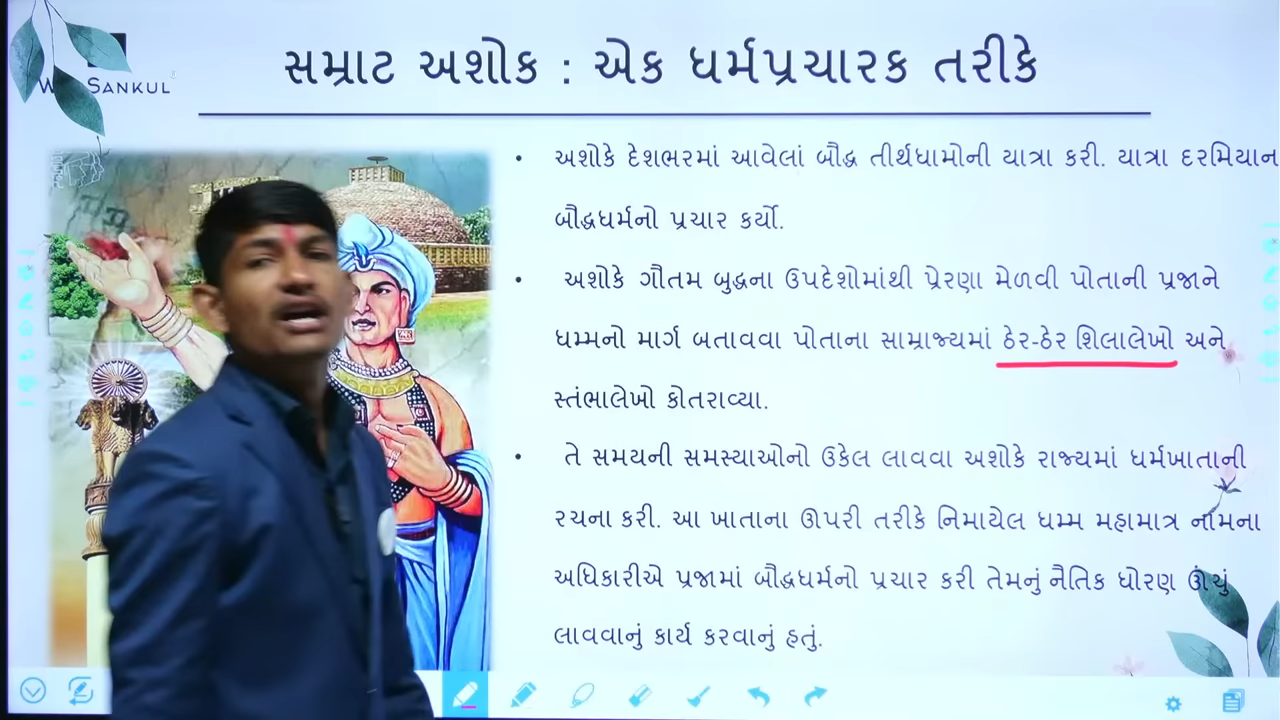 સમ્રાટ અશોક : એક ધર્મપ્રચારક તરીકે
SANKUL
• અશોકે દેશભરમાં આવેલાં બૌદ્ધ તીર્થધામોની યાત્રા કરી. યાત્રા દરમિયાન
બૌદ્ધધર્મનો પ્રચાર કર્યો.
• અશોકે ગૌતમ બુદ્ધના ઉપદેશોમાંથી પ્રેરણા મેળવી પોતાની પ્રજાને
ધમ્મનો માર્ગ બતાવવા પોતાના સામ્રાજ્યમાં ઠેર-ઠેર શિલાલેખો અને
સ્તંભાલેખો કોતરાવ્યા.
• તે સમયની સમસ્યાઓનો ઉકેલ લાવવા અશોકે રાજ્યમાં ધર્મખાતાની
રચના કરી. આ ખાતાના ઊપરી તરીકે નિમાયેલ ધમ્મ મહામાત્ર નામના
અધિકારીએ પ્રજામાં બૌદ્ધધર્મનો પ્રચાર કરી તેમનું નૈતિક ધોરણ ઊંચું
લાવવાનું કાર્ય કરવાનું હતું.